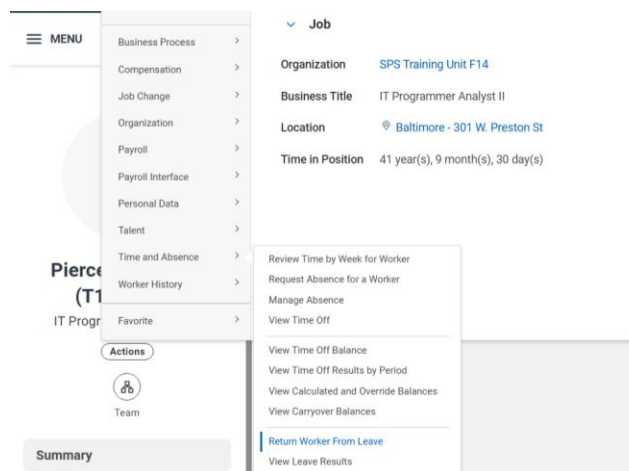 MENU
Business Process
Compensation
Job Change
Organization
Payroll
Payroll Interface
Personal Data
Talent
Time and Absence
Worker History
Favorite
Job
Organization SPS Training Unit F14
Business Title IT Programmer Analyst II
Location Baltimore - 301 W. Preston St
Time in Position 41 year(s), 9 month(s), 30 day(s)
Review Time by Week for Worker
Request Absence for a Worker
Manage Absence
View Time Off
View Time Off Balance
View Time Off Results by Period
View Calculated and Override Balances
View Carryover Balances
Return Worker From Leave
View Leave Results
Pierce
(T1
IT Progr
Actions
Team
Summary